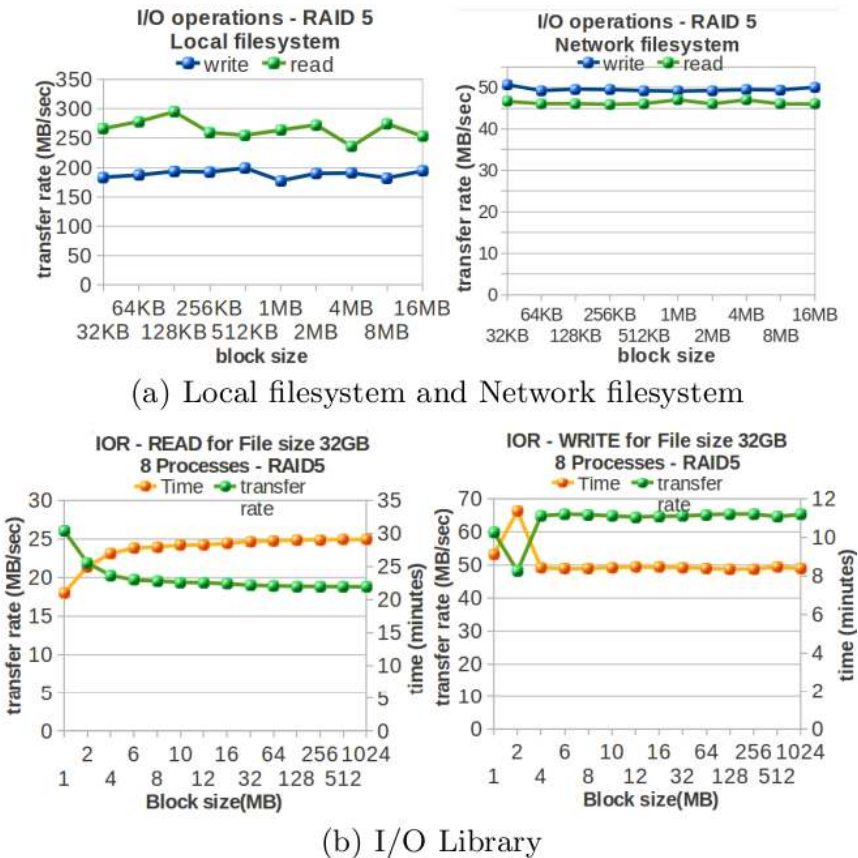 I/O operations - RAID 5
Local filesystem
write read
350
300
250
200
150
100
50
0
transfer rate (MB/sec)
64KB 256KB 1MB 4MB 16MB
32KB 128KB 512KB 2MB 8MB
block size
I/O operations - RAID 5
Network filesystem
write read
50
40
30
20
10
0
transfer rate (MB/sec)
64KB 256KB 1MB 4MB 16MB
32KB 128KB 512KB 2MB 8MB
block size
(a) Local filesystem and Network filesystem
IOR - READ for File size 32GB
8 Processes - RAID5
Time transfer
rate
30
25
20
15
10
5
0
transfer rate (MB/sec)
35
30
25
20
15
10
5
0
time (minutes)
2 6 10 16 64 256 1024
1 4 8 12 32 128 512
Block size(MB)
IOR - WRITE for File size 32GB
8 Processes - RAID5
Time transfer
rate
70
60
50
40
30
20
10
0
transfer rate (MB/sec)
12
10
8
6
4
2
0
time (minutes)
2 6 10 16 64 256 1024
1 4 8 12 32 128 512
Block size(MB)
(b) I/O Library